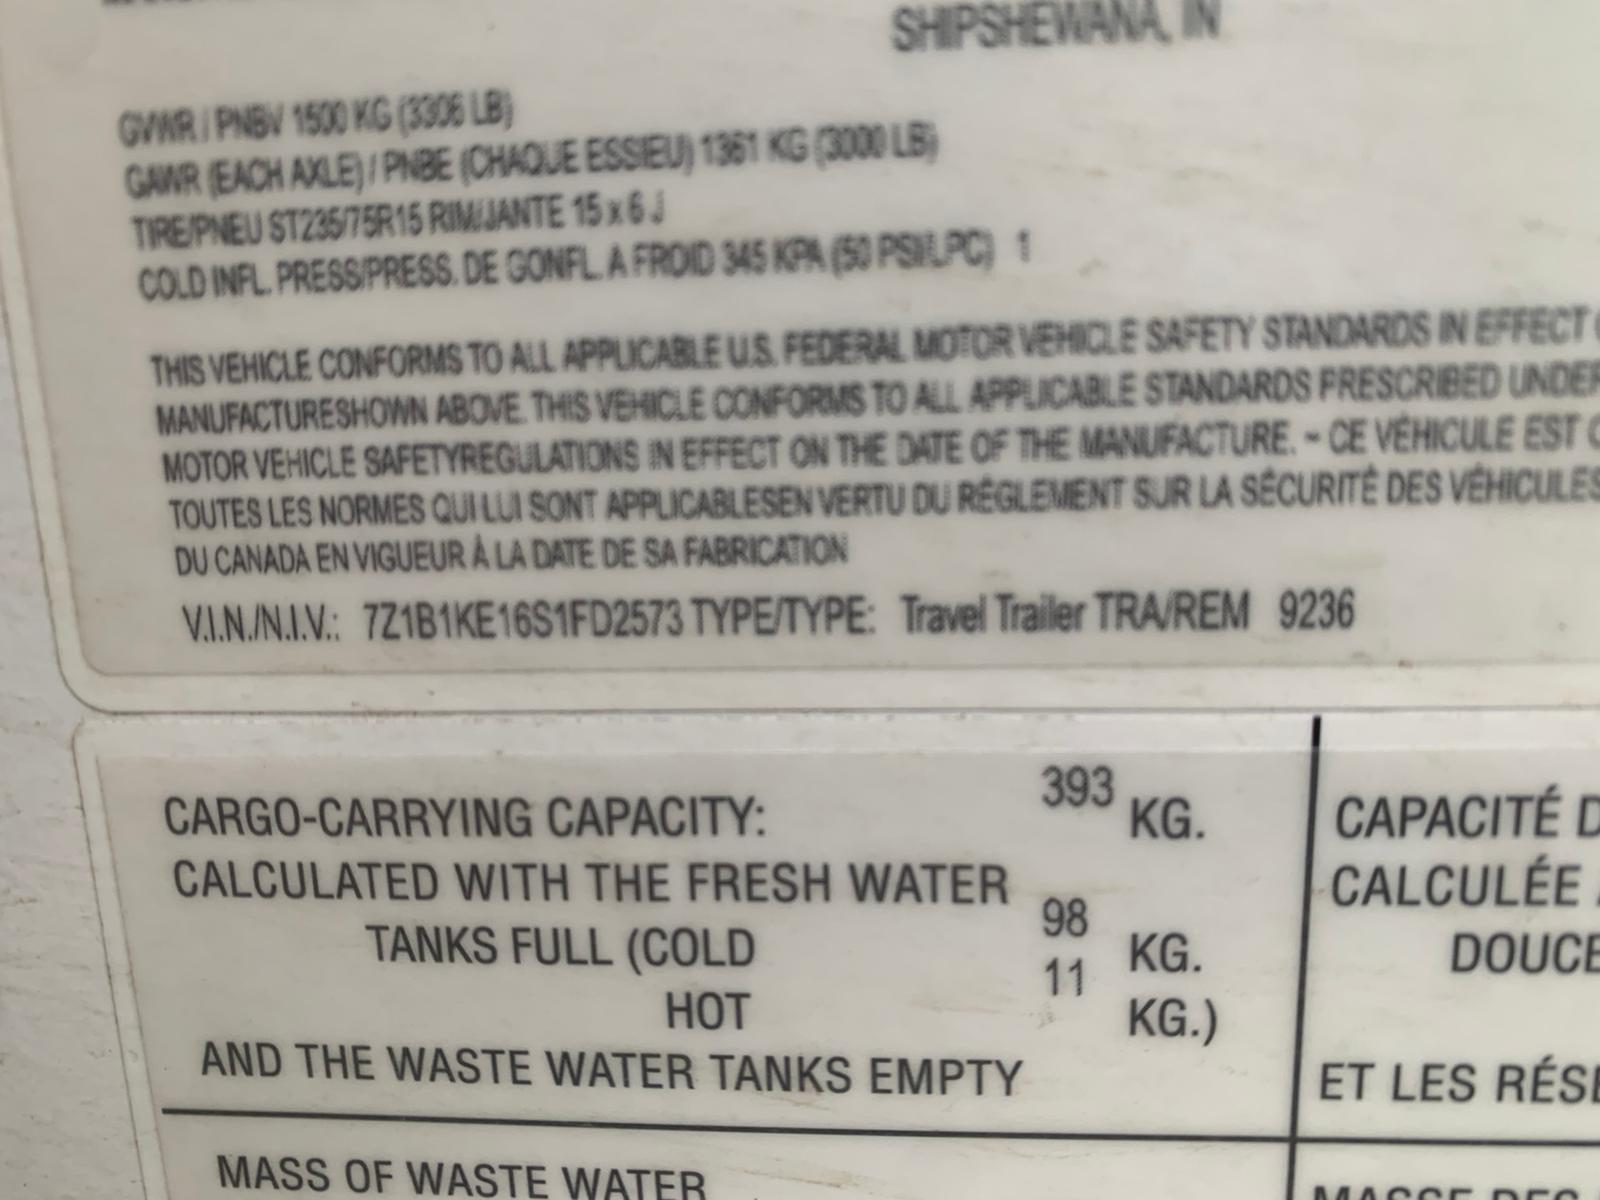 SHIPSHEWANA, IN
GVWR / PNBV 1500 KG (3306 LB)
GAWR (EACH AXLE) / PNBE (CHAQUE ESSIEU) 1361 KG (3000 LB)
TIRE/PNEU ST235/75R15 RIM/JANTE 15 x 6 J
COLD INFL. PRESS/PRESS. DE GONFL. A FROID 345 KPA (50 PSI/LPC) 1
THIS VEHICLE CONFORMS TO ALL APPLICABLE U.S. FEDERAL MOTOR VEHICLE SAFETY STANDARDS IN EFFECT
MANUFACTURESHOWN ABOVE. THIS VEHICLE CONFORMS TO ALL APPLICABLE STANDARDS PRESCRIBED UNDER
MOTOR VEHICLE SAFETYREGULATIONS IN EFFECT ON THE DATE OF THE MANUFACTURE. ~ CE VÉHICULE EST
TOUTES LES NORMES QUI LUI SONT APPLICABLESEN VERTU DU RÉGLEMENT SUR LA SÉCURITÉ DES VÉHICULES
DU CANADA EN VIGUEUR À LA DATE DE SA FABRICATION
V.I.N./N.I.V.: 7Z1B1KE16S1FD2573 TYPE/TYPE: Travel Trailer TRA/REM 9236
CARGO-CARRYING CAPACITY: 393 KG.
CALCULATED WITH THE FRESH WATER
TANKS FULL (COLD 98 KG.
HOT 11 KG.)
AND THE WASTE WATER TANKS EMPTY
MASS OF WASTE WATER
CAPACITÉ D
CALCULÉE
DOUCE
ET LES RÉSE
MASSE DES